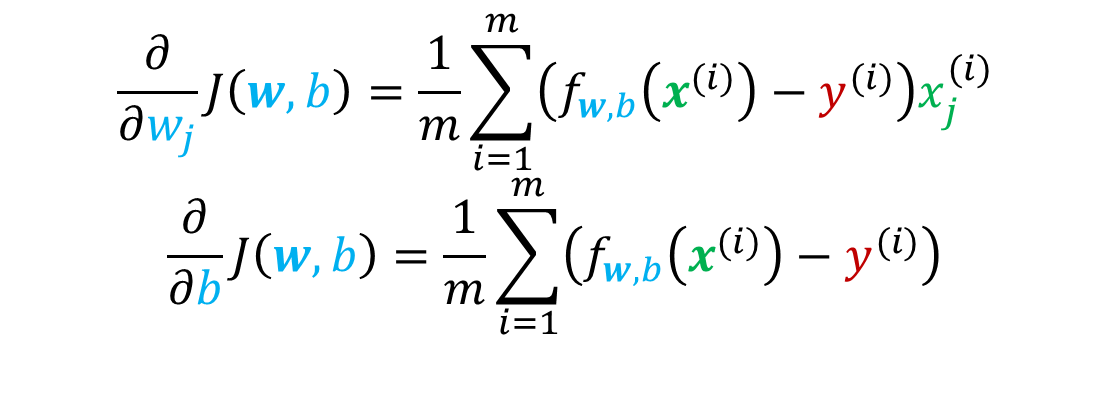 ∂/∂w_j J(w, b) = 1/m ∑_{i=1}^{m} (f_{w,b}(x^{(i)}) − y^{(i)})x_j^{(i)}
∂/∂b J(w, b) = 1/m ∑_{i=1}^{m} (f_{w,b}(x^{(i)}) − y^{(i)})